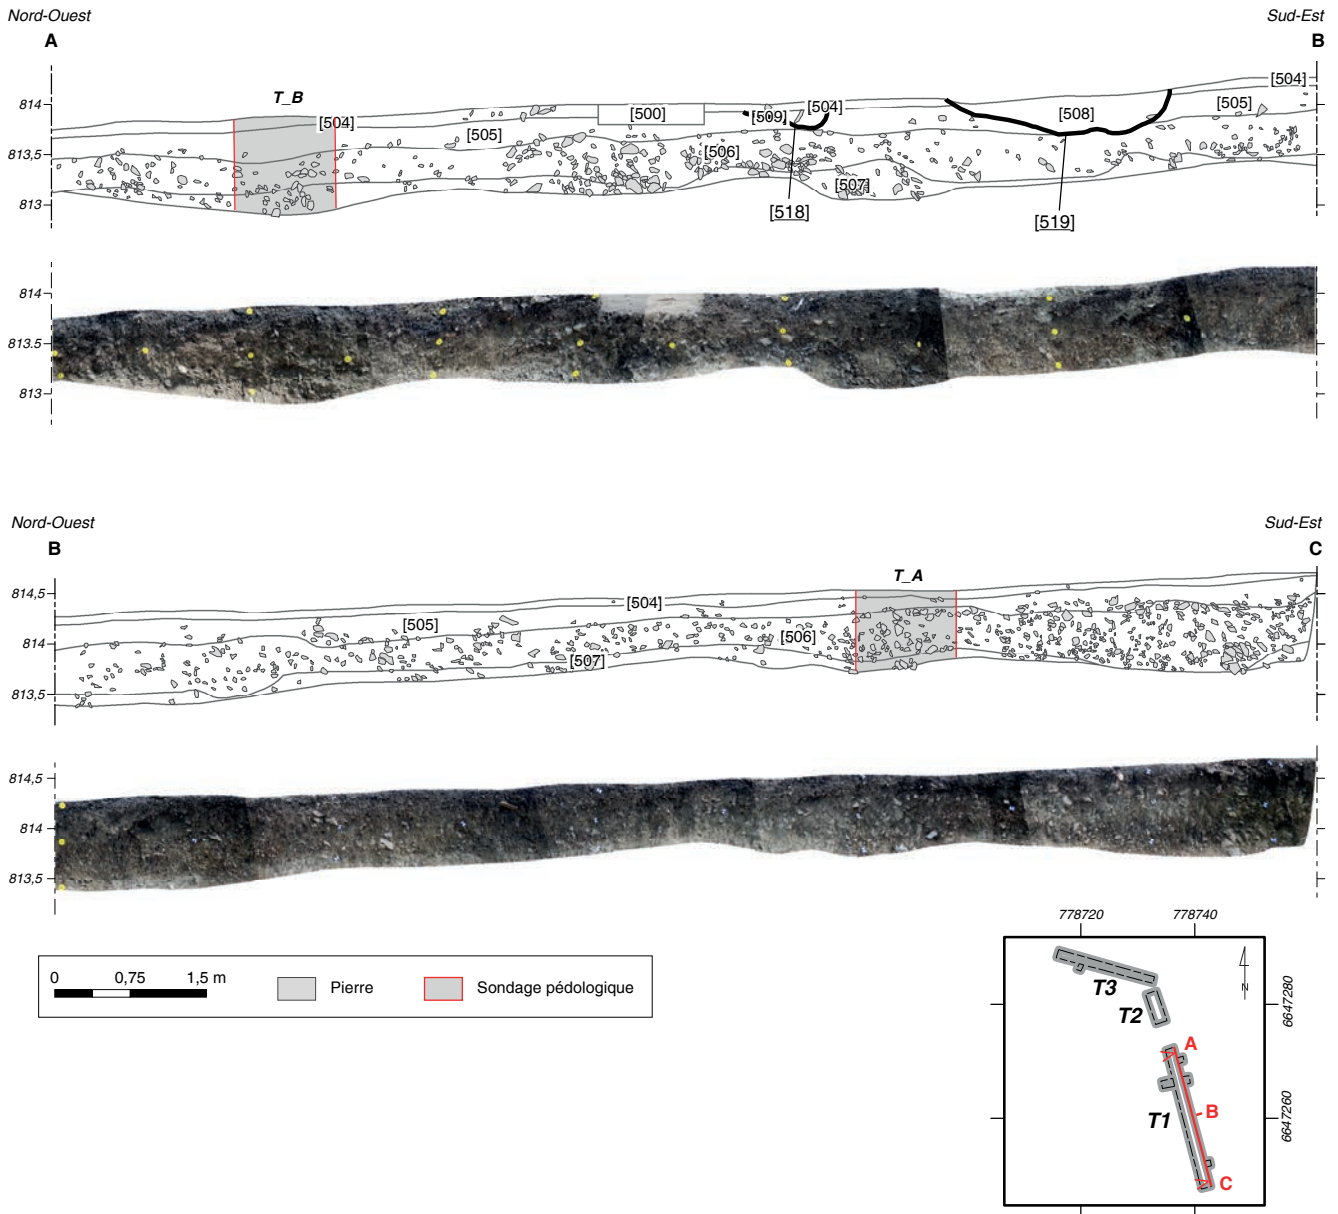 Nord-Ouest
Sud-Est
A
B
T_B
814
813,5
813
[504]
[505]
[500]
[509]
[504]
[506]
[507]
[508]
[504]
[505]
[518]
[519]
814
813,5
813
Nord-Ouest
Sud-Est
B
C
T_A
814,5
814
813,5
[504]
[505]
[506]
[507]
814,5
814
813,5
0 0,75 1,5 m
Pierre
Sondage pédologique
778720 778740
N
T3
T2
A
T1
B
C
6647280
6647260